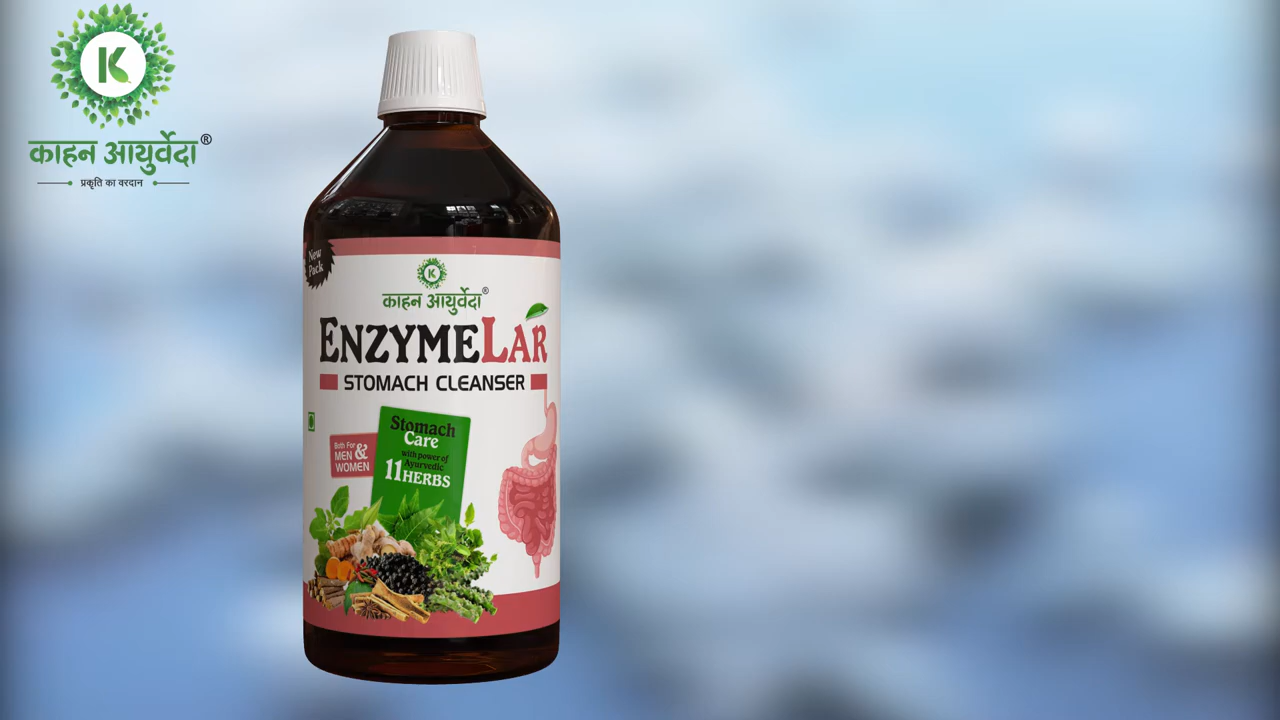 K
काहन आयुर्वेदा®
प्रकृति का वरदान
New
Pack
K
काहन आयुर्वेदा®
ENZYMELAR
STOMACH CLEANSER
Stomach
Care
with power of
Ayurvedic
11 HERBS
Both For
MEN &
WOMEN